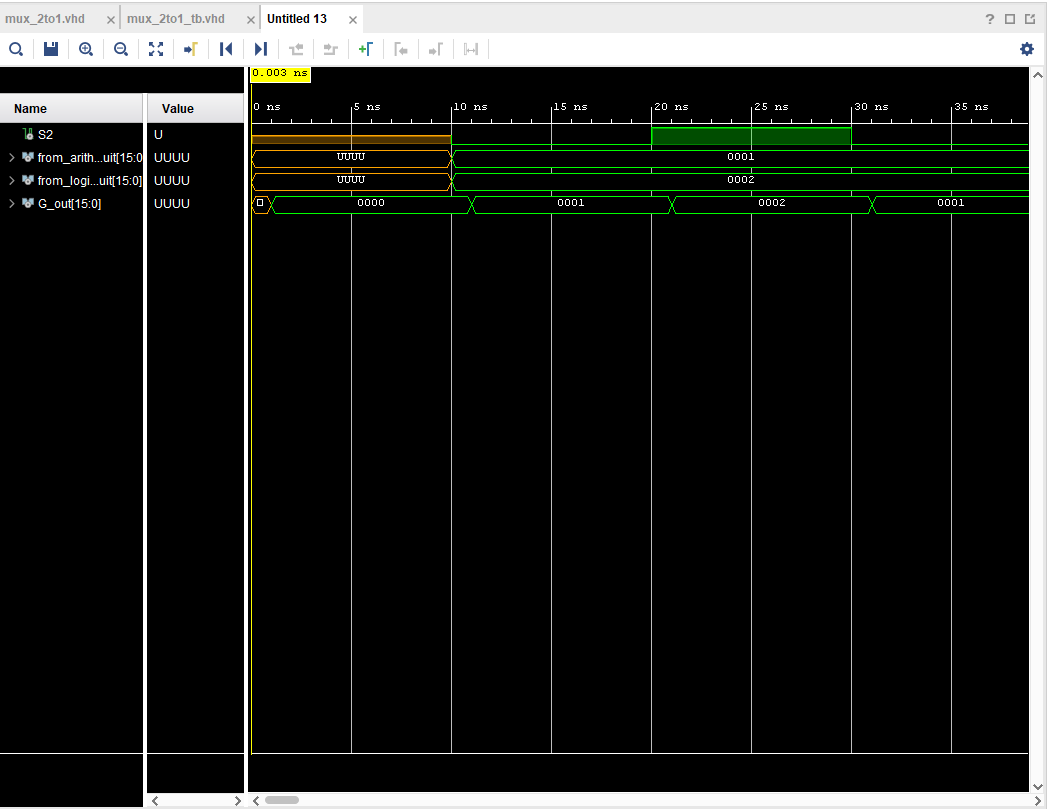 mux_2to1.vhd × mux_2to1_tb.vhd × Untitled 13 × ?
0.003 ns
0 ns 5 ns 10 ns 15 ns 20 ns 25 ns 30 ns 35 ns
Name Value
S2 U
from_arith...uit[15:0 UUUU UUUU 0001
from_logi...uit[15:0] UUUU UUUU 0002
G_out[15:0] UUUU 0000 0001 0002 0001